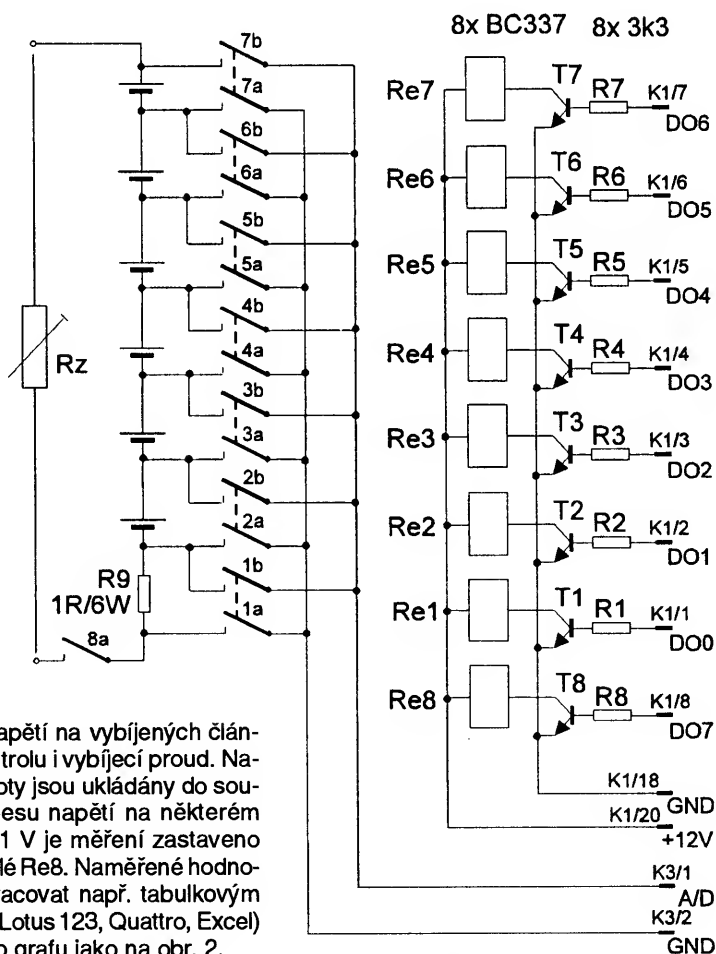 8x BC337 8x 3k3
7b
7a
6b
6a
5b
5a
4b
4a
3b
3a
2b
2a
1b
1a
8a
Rz
R9
1R/6W
Re7 T7 R7 K1/7
DO6
Re6 T6 R6 K1/6
DO5
Re5 T5 R5 K1/5
DO4
Re4 T4 R4 K1/4
DO3
Re3 T3 R3 K1/3
DO2
Re2 T2 R2 K1/2
DO1
Re1 T1 R1 K1/1
DO0
Re8 T8 R8 K1/8
DO7
K1/18
GND
K1/20
+12V
K3/1
A/D
K3/2
GND
apětí na vybíjených člán-
trolu i vybíjecí proud. Na-
oty jsou ukládány do sou-
esu napětí na některém
1 V je měření zastaveno
lé Re8. Naměřené hodno-
acovat např. tabulkovým
Lotus 123, Quattro, Excel)
o grafu jako na obr. 2.